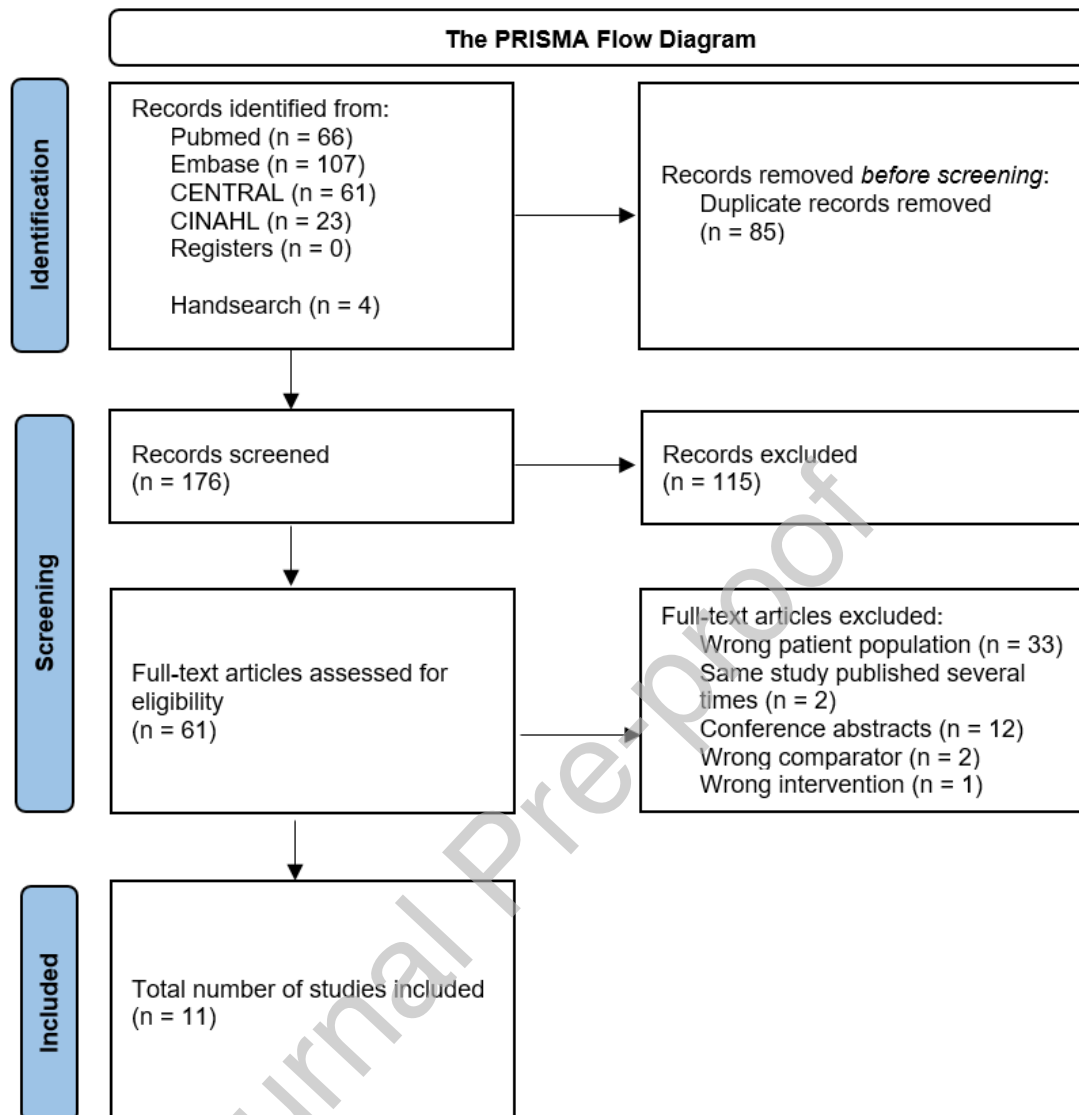 The PRISMA Flow Diagram
Identification
Records identified from:
Pubmed (n = 66)
Embase (n = 107)
CENTRAL (n = 61)
CINAHL (n = 23)
Registers (n = 0)
Handsearch (n = 4)
Records removed before screening:
Duplicate records removed
(n = 85)
Screening
Records screened
(n = 176)
Records excluded
(n = 115)
Full-text articles assessed for
eligibility
(n = 61)
Full-text articles excluded:
Wrong patient population (n = 33)
Same study published several
times (n = 2)
Conference abstracts (n = 12)
Wrong comparator (n = 2)
Wrong intervention (n = 1)
Included
Total number of studies included
(n = 11)
urnal Pre-proof